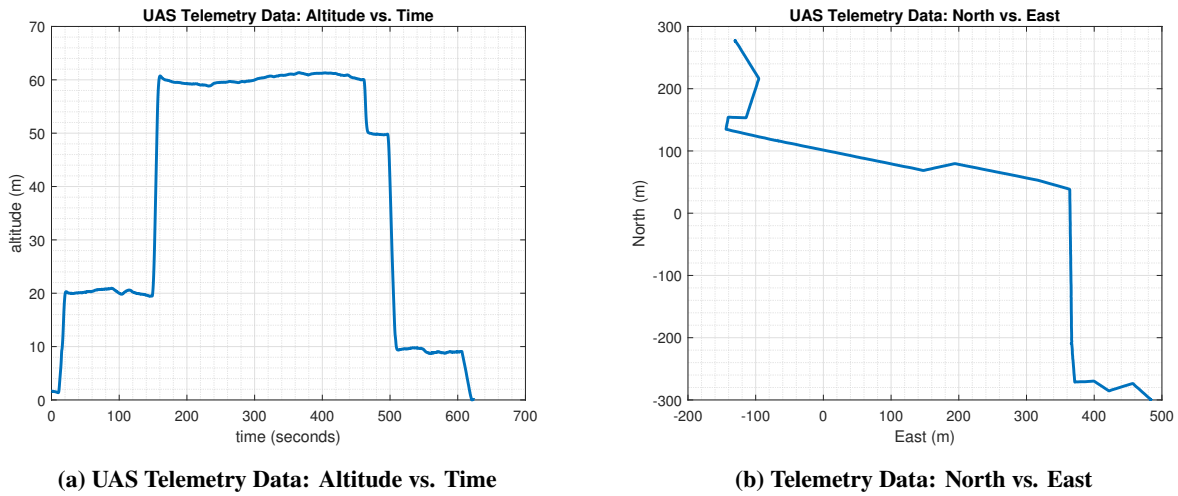 UAS Telemetry Data: Altitude vs. Time
70
60
50
40
30
20
10
0
altitude (m)
0 100 200 300 400 500 600 700
time (seconds)
(a) UAS Telemetry Data: Altitude vs. Time
UAS Telemetry Data: North vs. East
300
200
100
0
-100
-200
-300
North (m)
-200 -100 0 100 200 300 400 500
East (m)
(b) Telemetry Data: North vs. East